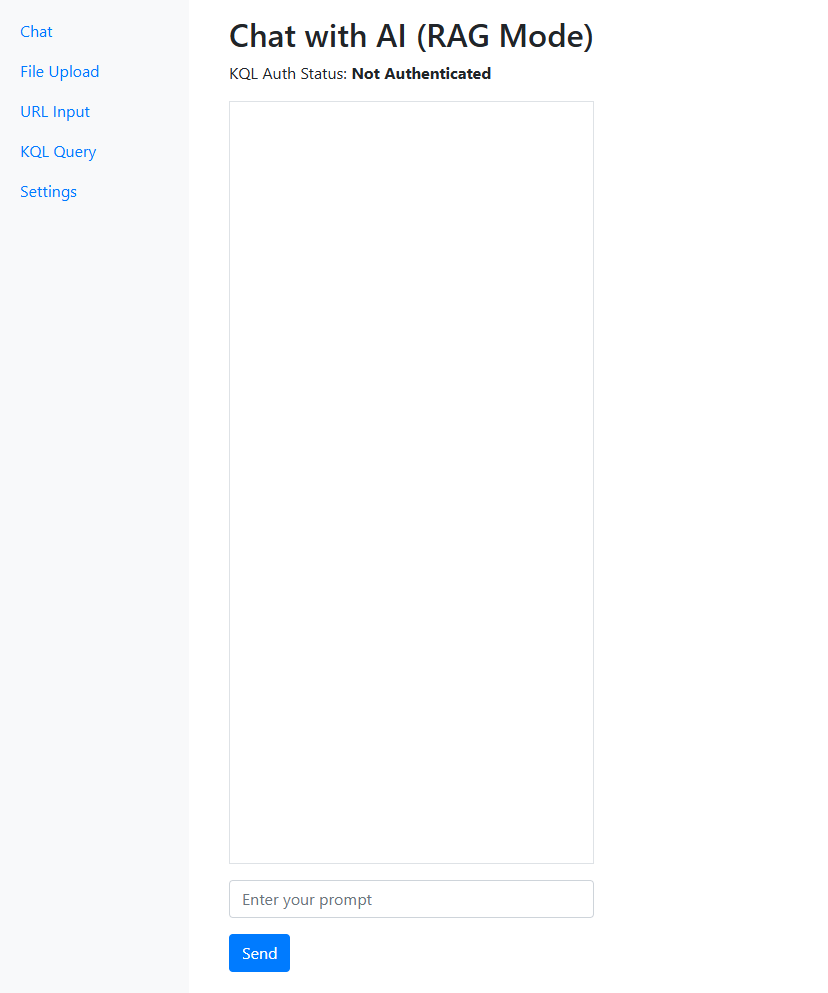 Chat
File Upload
URL Input
KQL Query
Settings
Chat with AI (RAG Mode)
KQL Auth Status: Not Authenticated
Enter your prompt
Send